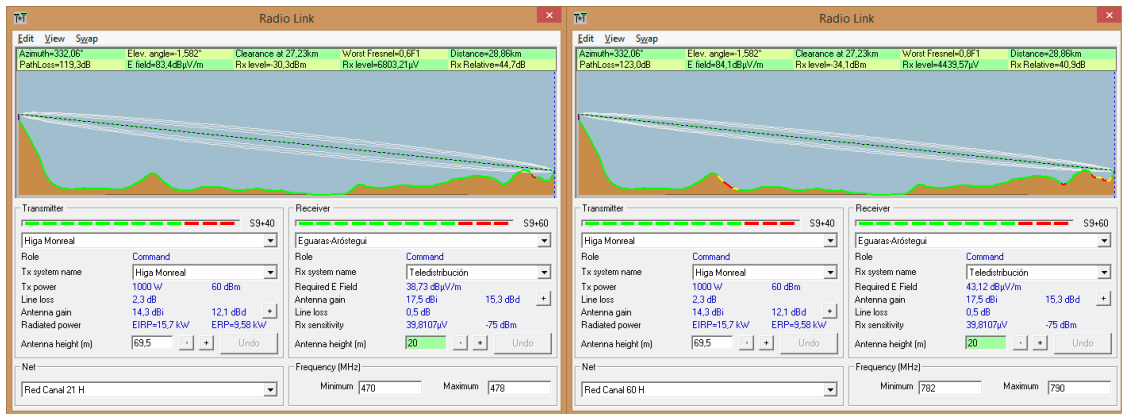 Radio Link
Edit View Swap
Azimuth=332,06° Elev. angle=-1,582° Clearance at 27,23km Worst Fresnel=0,6F1 Distance=28,86km
PathLoss=119,3dB E field=83,4dBµV/m Rx level=-30,3dBm Rx level=6803,21µV Rx Relative=44,7dB
Transmitter
S9+40
Higa Monreal
Role Command
Tx system name Higa Monreal
Tx power 1000 W 60 dBm
Line loss 2,3 dB
Antenna gain 14,3 dBi 12,1 dBd +
Radiated power EIRP=15,7 kW ERP=9,58 kW
Antenna height (m) 69,5 - + Undo
Receiver
S9+60
Eguaras-Aróstegui
Role Command
Rx system name Teledistribución
Required E Field 38,73 dBµV/m
Antenna gain 17,5 dBi 15,3 dBd +
Line loss 0,5 dB
Rx sensitivity 39,8107µV -75 dBm
Antenna height (m) 20 - + Undo
Net
Red Canal 21 H
Frequency (MHz)
Minimum 470 Maximum 478
Radio Link
Edit View Swap
Azimuth=332,06° Elev. angle=-1,582° Clearance at 27,23km Worst Fresnel=0,8F1 Distance=28,86km
PathLoss=123,0dB E field=84,1dBµV/m Rx level=-34,1dBm Rx level=4439,57µV Rx Relative=40,9dB
Transmitter
S9+40
Higa Monreal
Role Command
Tx system name Higa Monreal
Tx power 1000 W 60 dBm
Line loss 2,3 dB
Antenna gain 14,3 dBi 12,1 dBd +
Radiated power EIRP=15,7 kW ERP=9,58 kW
Antenna height (m) 69,5 - + Undo
Receiver
S9+60
Eguaras-Aróstegui
Role Command
Rx system name Teledistribución
Required E Field 43,12 dBµV/m
Antenna gain 17,5 dBi 15,3 dBd +
Line loss 0,5 dB
Rx sensitivity 39,8107µV -75 dBm
Antenna height (m) 20 - + Undo
Net
Red Canal 60 H
Frequency (MHz)
Minimum 782 Maximum 790